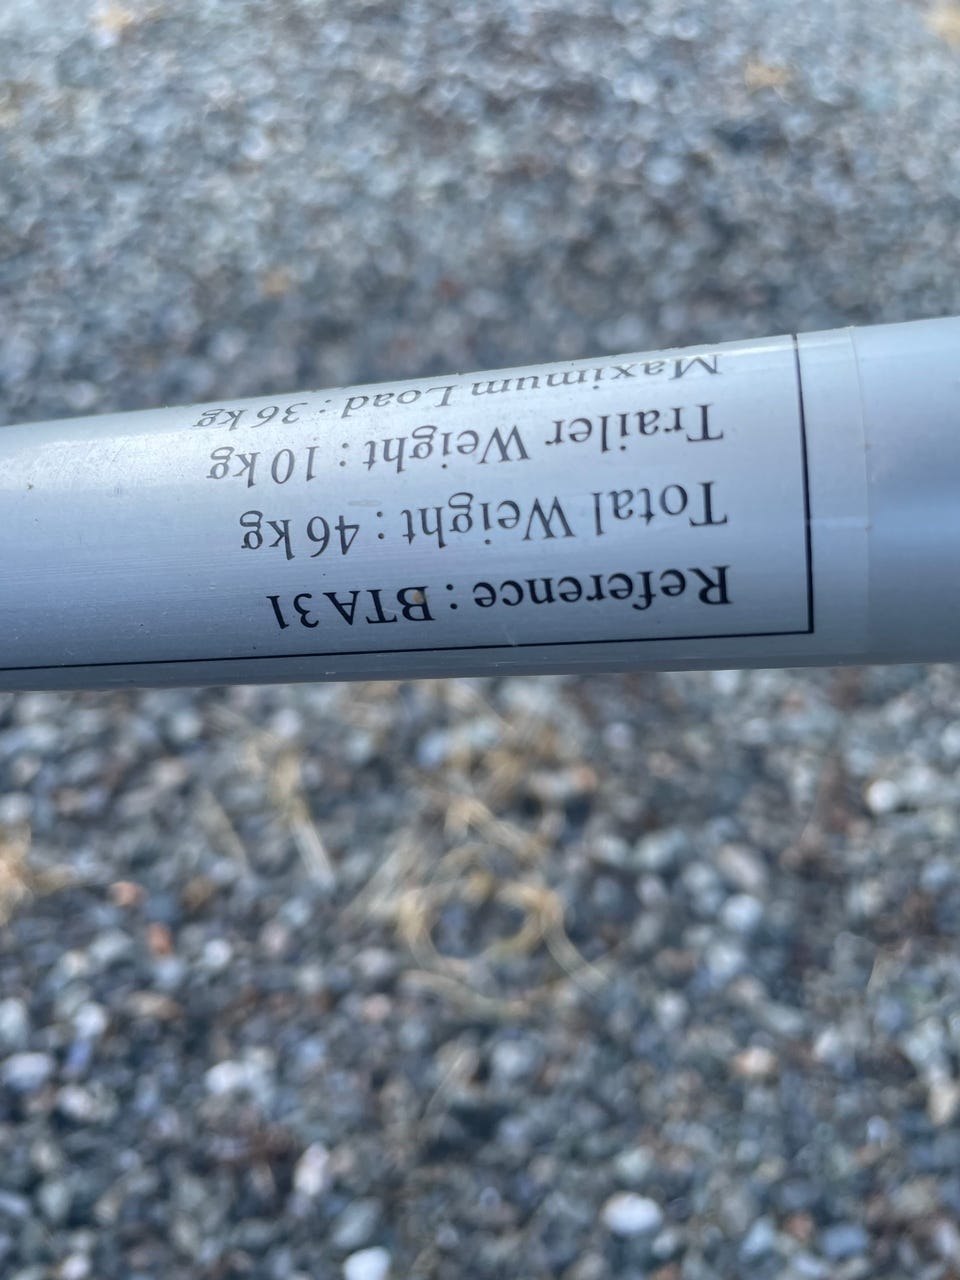 Reference : BTA31
Total Weight : 46 kg
Trailer Weight : 10 kg
Maximum Load : 36 kg